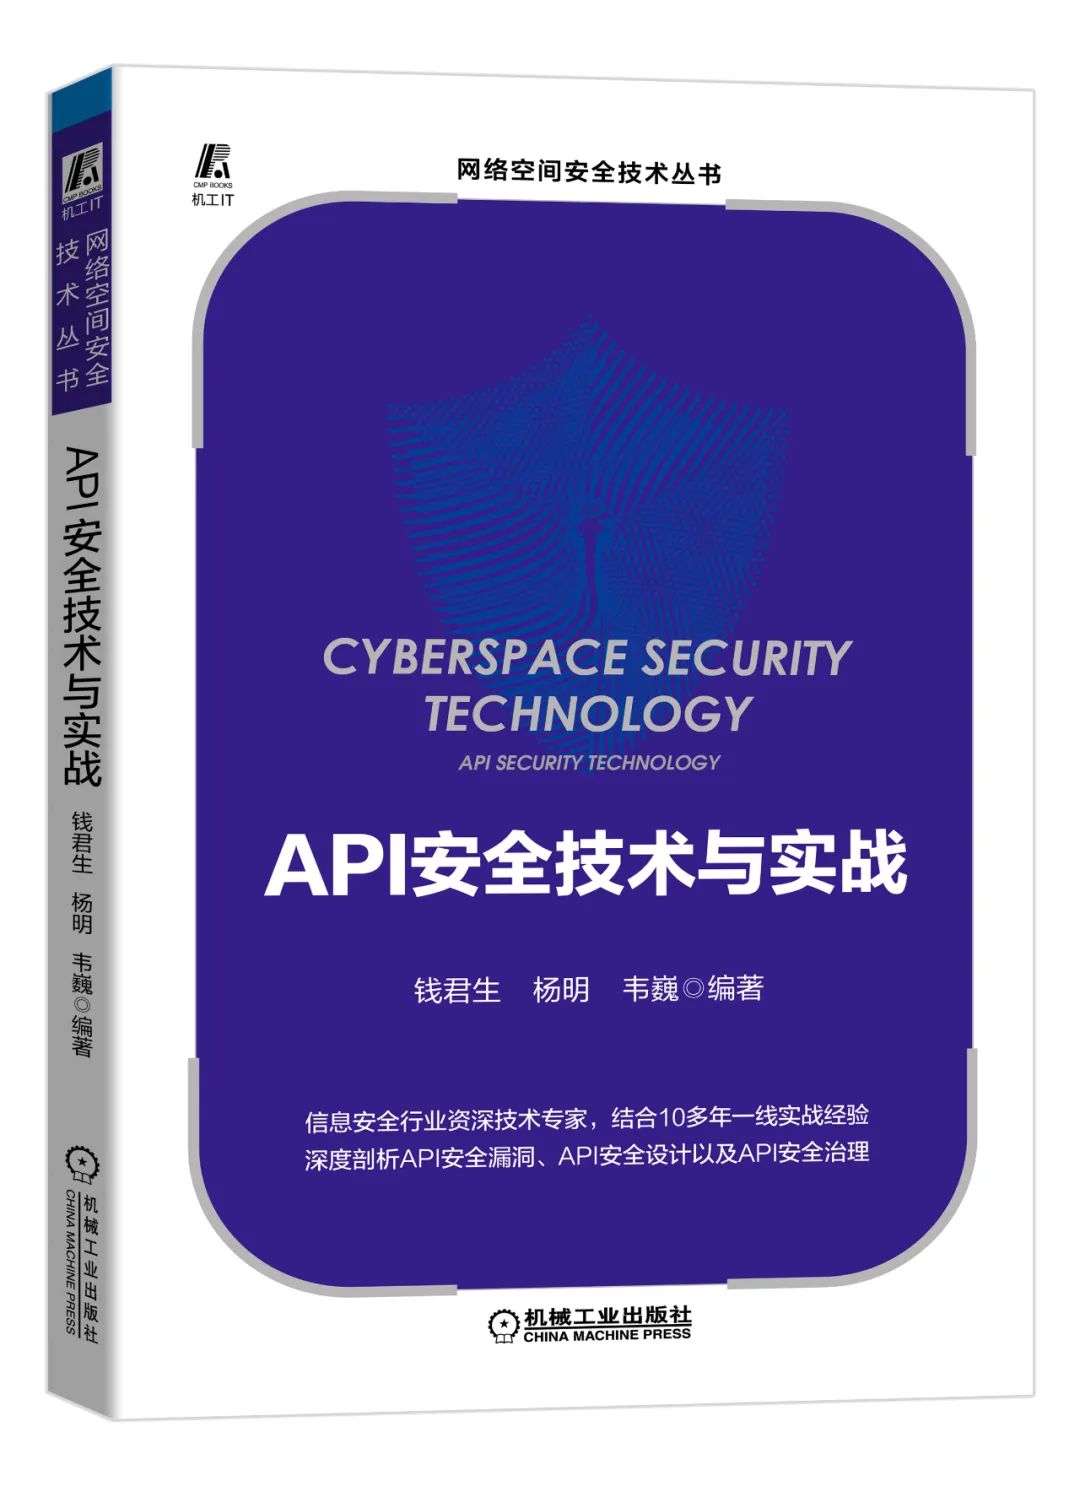 CMP BOOKS
机工IT
网络空间安全技术丛书
CYBERSPACE SECURITY
TECHNOLOGY
API SECURITY TECHNOLOGY
API安全技术与实战
钱君生 杨明 韦巍◎编著
信息安全行业资深技术专家，结合10多年一线实战经验
深度剖析API安全漏洞、API安全设计以及API安全治理
机械工业出版社
CHINA MACHINE PRESS
CMP BOOKS
机工IT
网络空间安全
技术丛书
API安全技术与实战
钱君生 杨明 韦巍◎编著
机械工业出版社
CHINA MACHINE PRESS